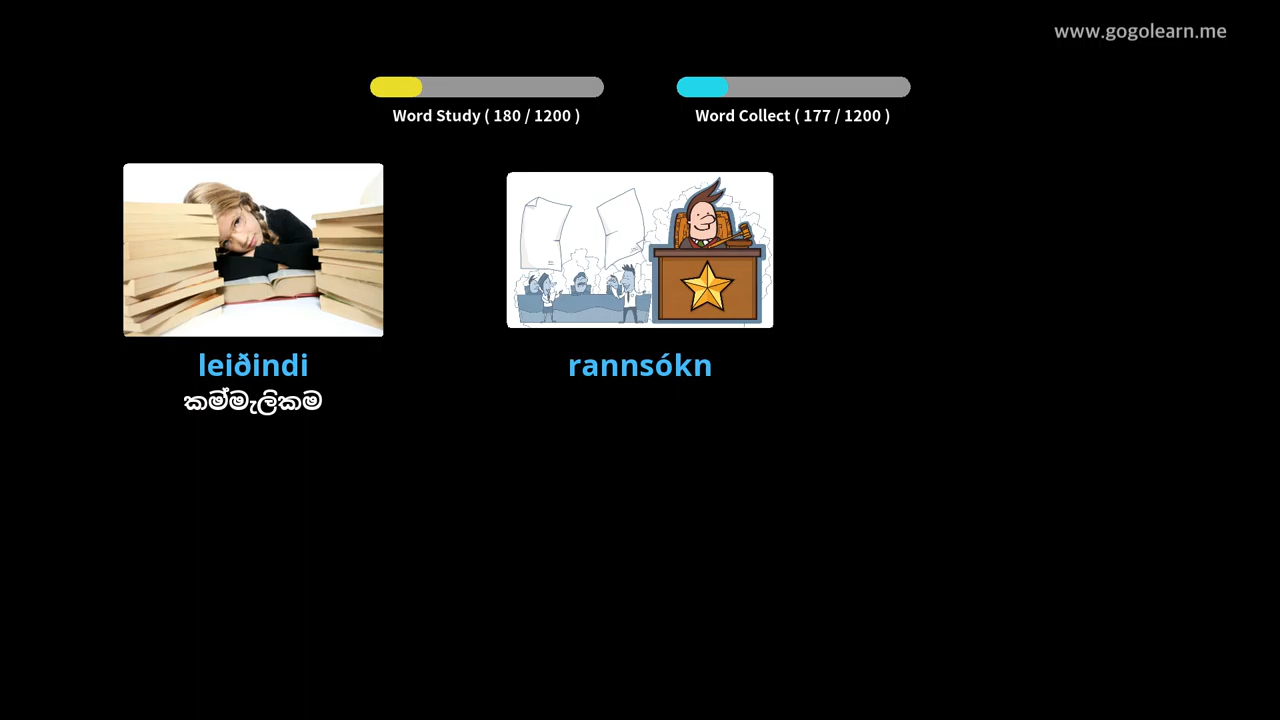 www.gogolearn.me
Word Study ( 180 / 1200 )
Word Collect ( 177 / 1200 )
leiðindi
කම්මැලිකම
rannsókn